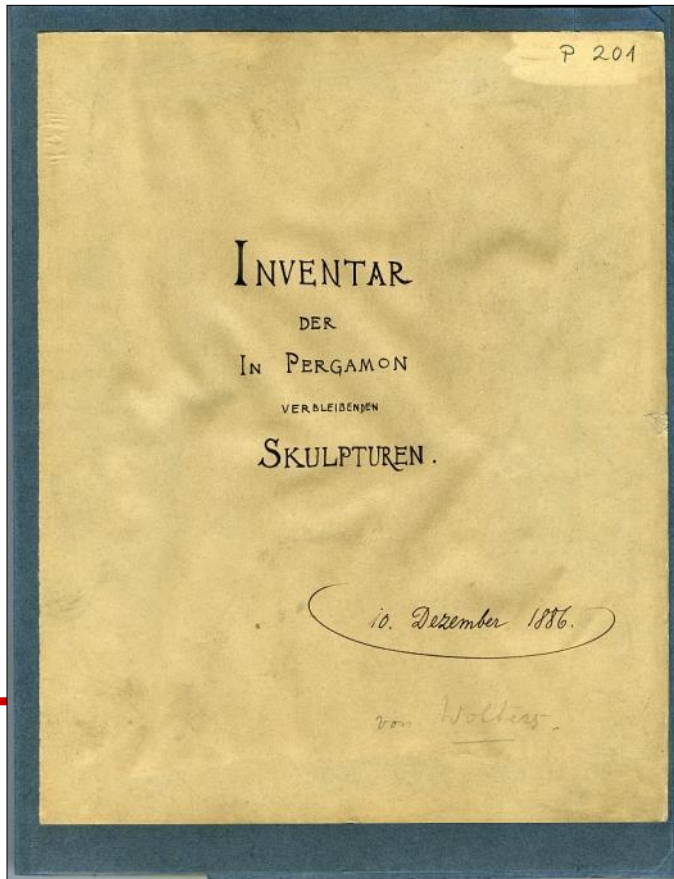 P 201
INVENTAR
DER
IN PERGAMON
VERBLEIBENDEN
SKULPTUREN.
10. Dezember 1886.
von Wolters.